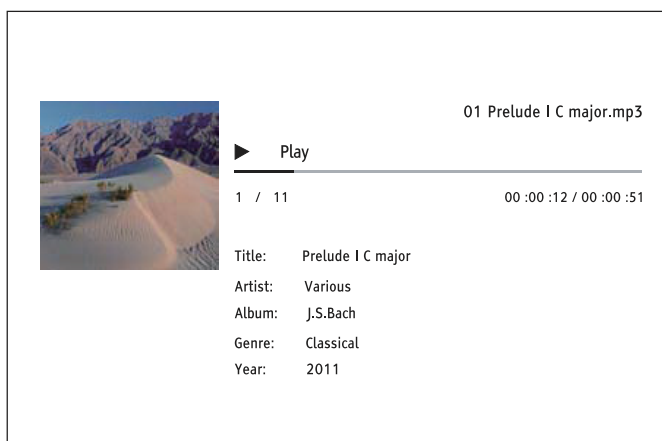 01 Prelude I C major.mp3
Play
1 / 11 00 :00 :12 / 00 :00 :51
Title: Prelude I C major
Artist: Various
Album: J.S.Bach
Genre: Classical
Year: 2011